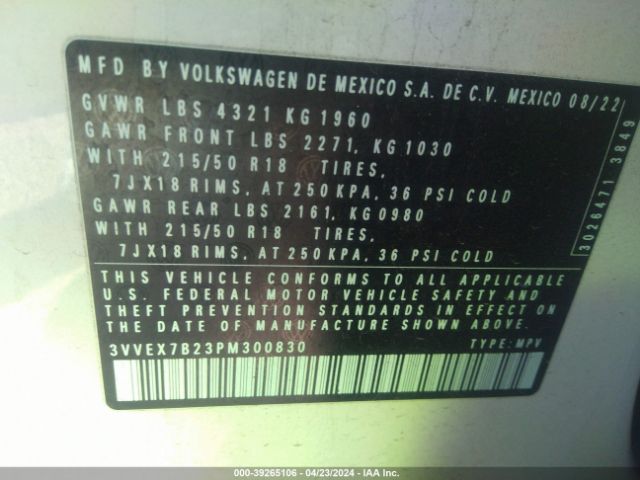 MFD BY VOLKSWAGEN DE MEXICO S.A. DE C.V. MEXICO 08/22
GVWR LBS 4321 KG 1960
GAWR FRONT LBS 2271, KG 1030
WITH 215/50 R18 TIRES,
7JX18 RIMS, AT 250 KPA, 36 PSI COLD
GAWR REAR LBS 2161, KG 0980
WITH 215/50 R18 TIRES,
7JX18 RIMS, AT 250 KPA, 36 PSI COLD
THIS VEHICLE CONFORMS TO ALL APPLICABLE
U.S. FEDERAL MOTOR VEHICLE SAFETY AND
THEFT PREVENTION STANDARDS IN EFFECT ON
THE DATE OF MANUFACTURE SHOWN ABOVE.
3VVEX7B23PM300830 TYPE: MPV
3026471 3849
000-39265106 - 04/23/2024 - IAA Inc.